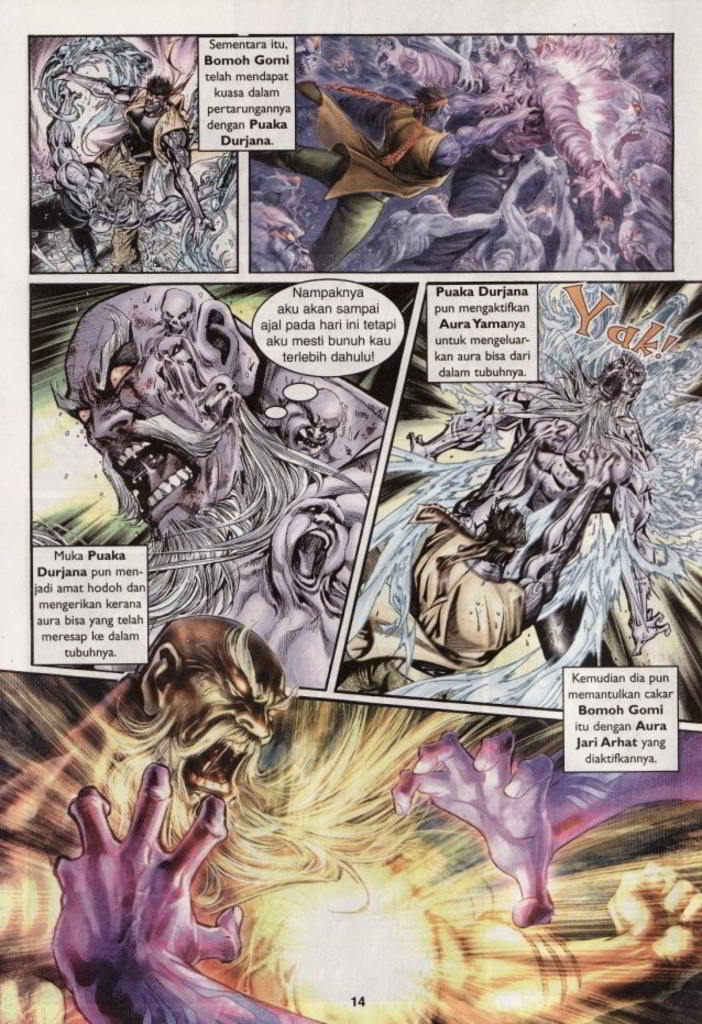 Sementara itu,
Bomoh Gomi
telah mendapat
kuasa dalam
pertarungannya
dengan Puaka
Durjana.
Nampaknya
aku akan sampai
ajal pada hari ini tetapi
aku mesti bunuh kau
terlebih dahulu!
Puaka Durjana
pun mengaktifkan
Aura Yamanya
untuk mengeluar-
kan aura bisa dari
dalam tubuhnya.
Yak!
Muka Puaka
Durjana pun men-
jadi amat hodoh dan
mengerikan kerana
aura bisa yang telah
meresap ke dalam
tubuhnya.
Kemudian dia pun
memantulkan cakar
Bomoh Gomi
itu dengan Aura
Jari Arhat yang
diaktifkannya.
14